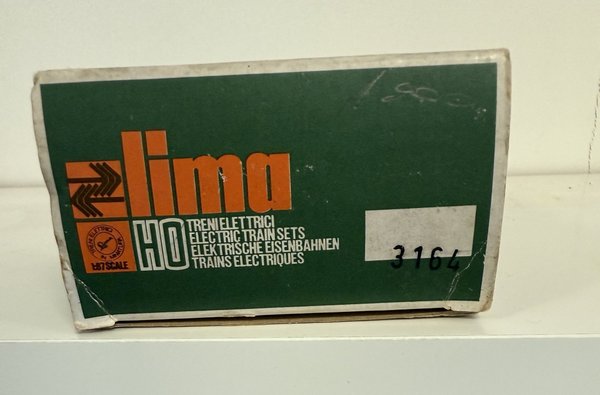 lima
HO
TRENI ELETTRICI
ELECTRIC TRAIN SETS
ELEKTRISCHE EISENBAHNEN
TRAINS ELECTRIQUES
1:87 SCALE
3164